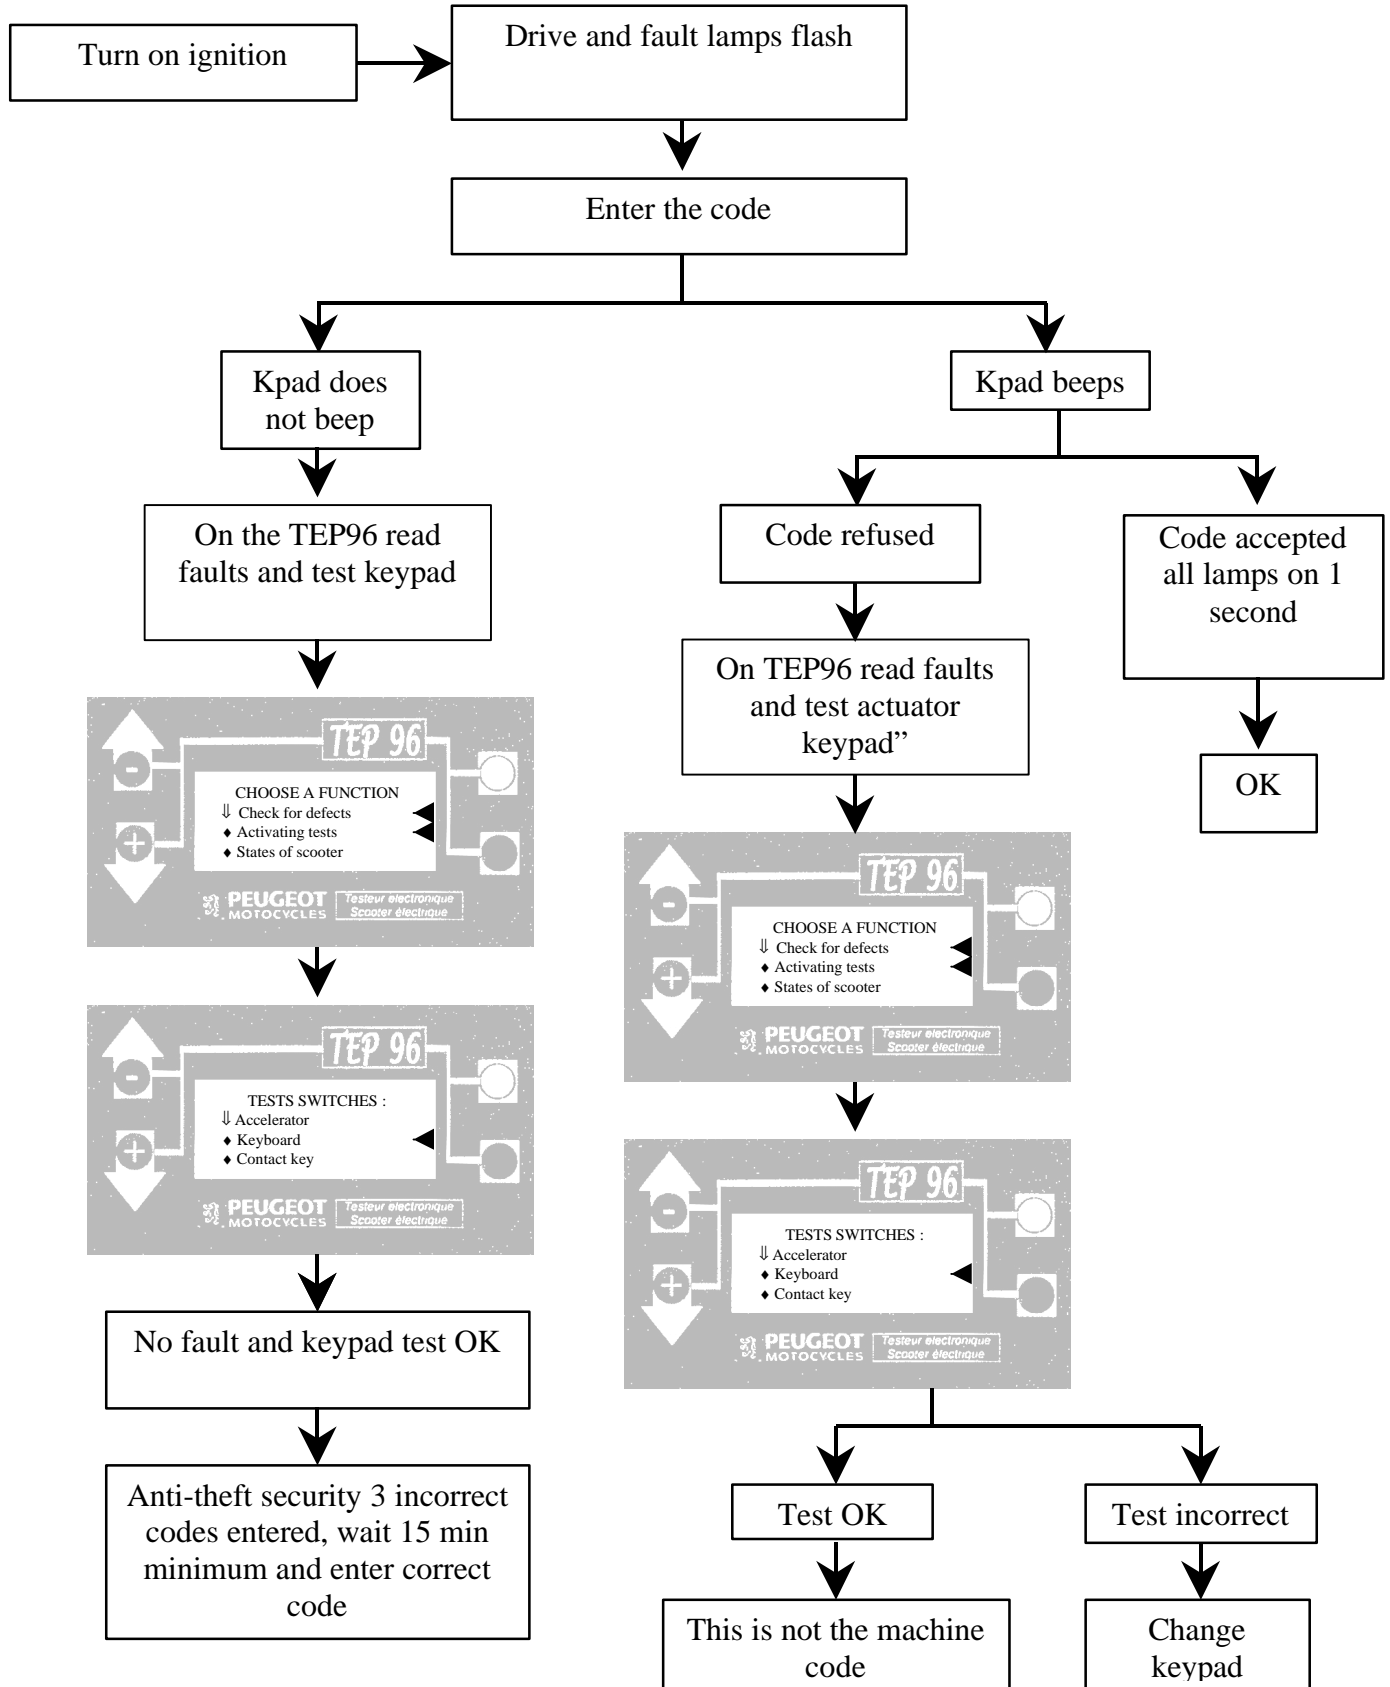 Turn on ignition
Drive and fault lamps flash
Enter the code
Kpad does
not beep
Kpad beeps
On the TEP96 read
faults and test keypad
Code refused
Code accepted
all lamps on 1
second
On TEP96 read faults
and test actuator
keypad”
OK
TEP 96
-
+
CHOOSE A FUNCTION
⇓ Check for defects
♦ Activating tests
♦ States of scooter
PEUGEOT
MOTOCYCLES
Testeur electronique
Scooter électrique
TEP 96
-
+
CHOOSE A FUNCTION
⇓ Check for defects
♦ Activating tests
♦ States of scooter
PEUGEOT
MOTOCYCLES
Testeur electronique
Scooter électrique
TEP 96
-
+
TESTS SWITCHES :
⇓ Accelerator
♦ Keyboard
♦ Contact key
PEUGEOT
MOTOCYCLES
Testeur electronique
Scooter électrique
TEP 96
-
+
TESTS SWITCHES :
⇓ Accelerator
♦ Keyboard
♦ Contact key
PEUGEOT
MOTOCYCLES
Testeur electronique
Scooter électrique
No fault and keypad test OK
Anti-theft security 3 incorrect
codes entered, wait 15 min
minimum and enter correct
code
Test OK
Test incorrect
This is not the machine
code
Change
keypad